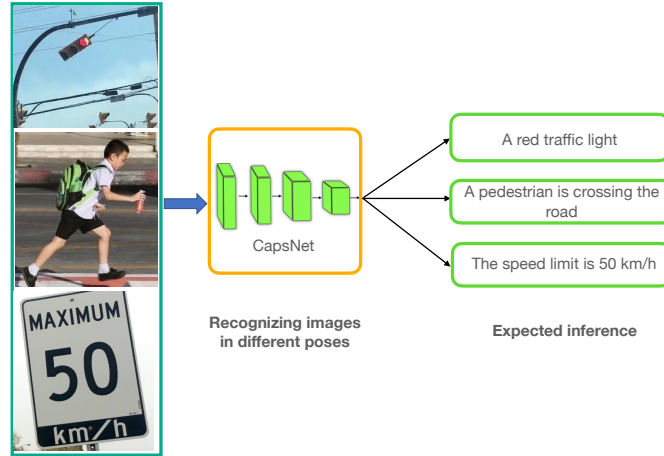 MAXIMUM
50
km/h
CapsNet
Recognizing images
in different poses
A red traffic light
A pedestrian is crossing the
road
The speed limit is 50 km/h
Expected inference